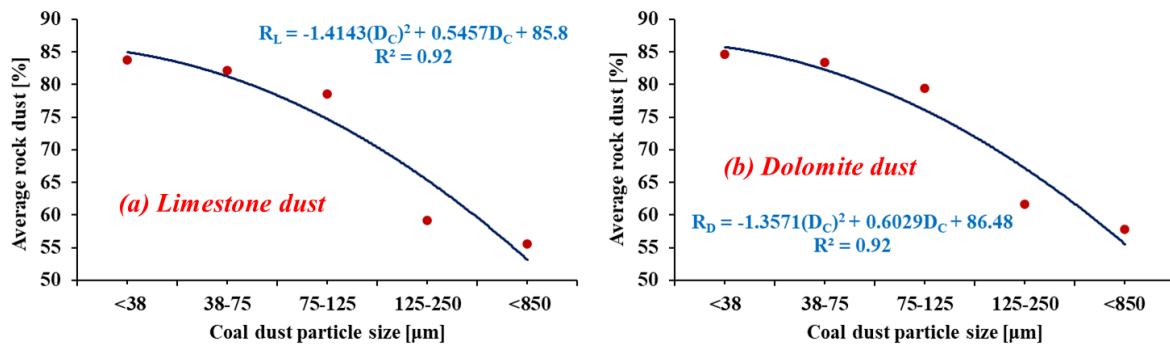 Average rock dust [%]
90
85
80
75
70
65
60
55
50
R_L = -1.4143(D_C)² + 0.5457D_C + 85.8
R² = 0.92
(a) Limestone dust
<38
38-75
75-125
125-250
<850
Coal dust particle size [µm]
Average rock dust [%]
90
85
80
75
70
65
60
55
50
(b) Dolomite dust
R_D = -1.3571(D_C)² + 0.6029D_C + 86.48
R² = 0.92
<38
38-75
75-125
125-250
<850
Coal dust particle size [µm]